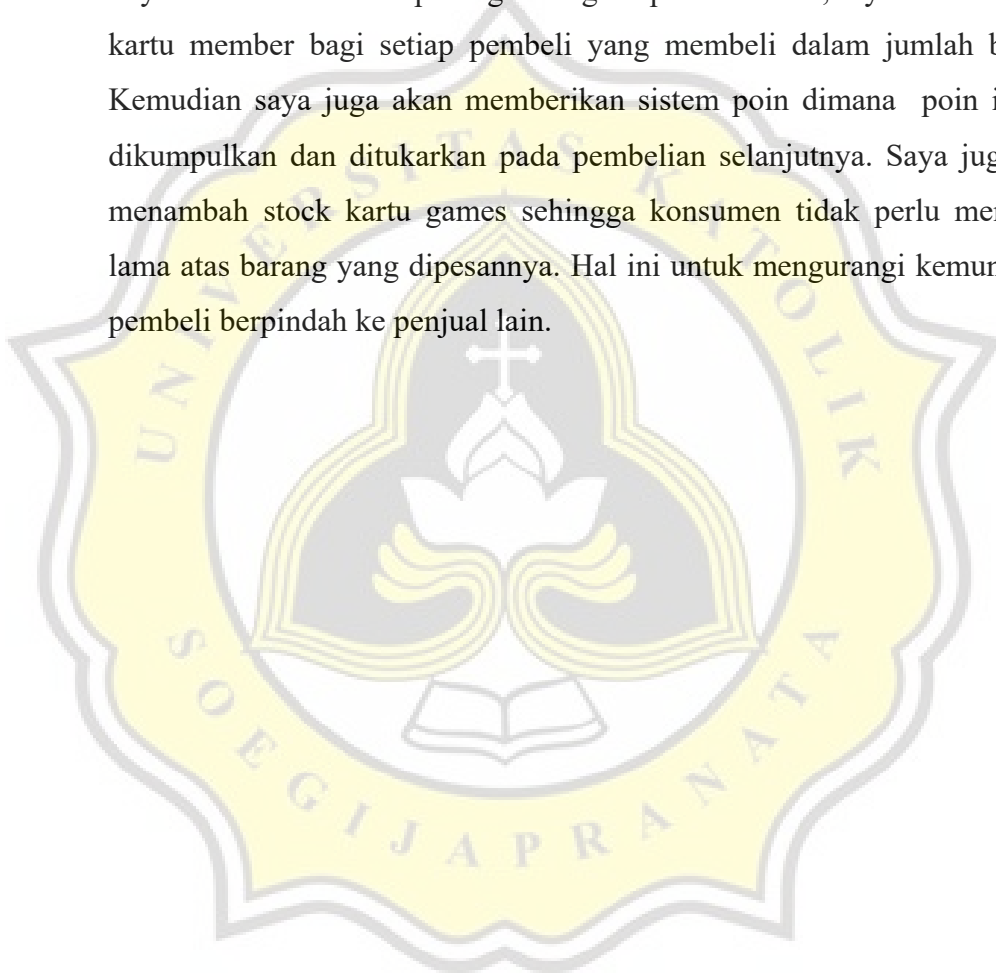 kartu member bagi setiap pembeli yang membeli dalam jumlah
Kemudian saya juga akan memberikan sistem poin dimana poin
dikumpulkan dan ditukarkan pada pembelian selanjutnya. Saya
menambah stock kartu games sehingga konsumen tidak perlu
lama atas barang yang dipesannya. Hal ini untuk mengurangi
pembeli berpindah ke penjual lain.
UNIVERSITAS KATOLIK
SOEGIJAPRANATA